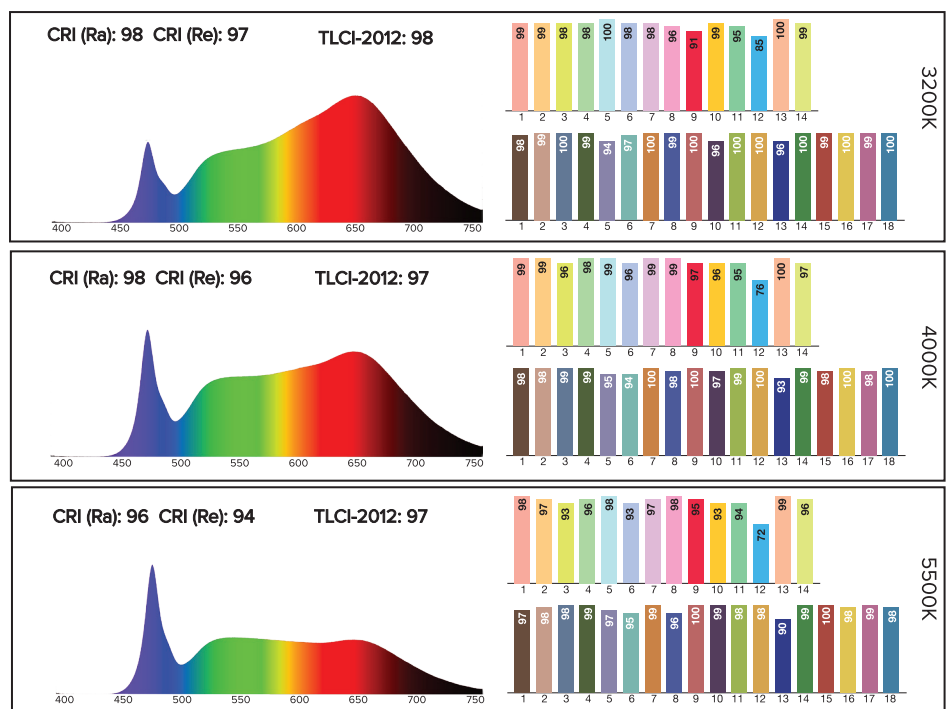 CRI (Ra): 98 CRI (Re): 97 TLCI-2012: 98
99 99 98 98 100 98 98 96 91 99 95 85 100 99
1 2 3 4 5 6 7 8 9 10 11 12 13 14
98 99 100 99 94 97 100 99 100 96 100 100 96 100 99 100 99 100
1 2 3 4 5 6 7 8 9 10 11 12 13 14 15 16 17 18
400 450 500 550 600 650 700 750
3200K
CRI (Ra): 98 CRI (Re): 96 TLCI-2012: 97
99 99 96 98 99 96 99 99 97 96 95 76 100 97
1 2 3 4 5 6 7 8 9 10 11 12 13 14
98 98 99 99 95 94 100 98 100 97 99 100 93 99 98 100 98 100
1 2 3 4 5 6 7 8 9 10 11 12 13 14 15 16 17 18
400 450 500 550 600 650 700 750
4000K
CRI (Ra): 96 CRI (Re): 94 TLCI-2012: 97
98 97 93 96 98 93 97 98 95 93 94 72 99 96
1 2 3 4 5 6 7 8 9 10 11 12 13 14
97 98 98 99 97 95 99 96 100 99 98 98 90 99 100 98 99 98
1 2 3 4 5 6 7 8 9 10 11 12 13 14 15 16 17 18
400 450 500 550 600 650 700 750
5500K